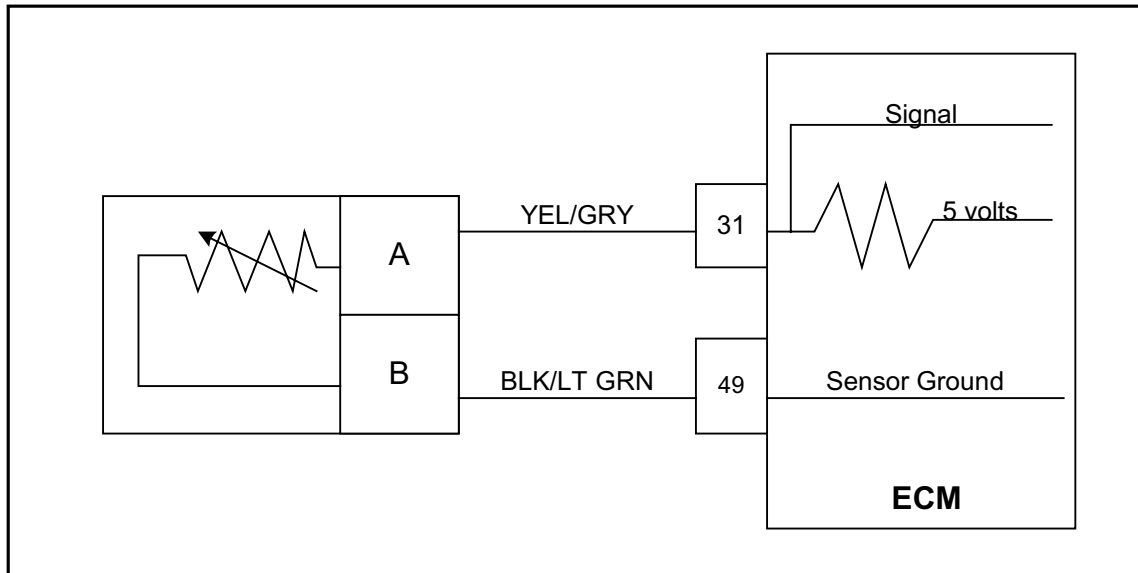 Signal
YEL/GRY
31
5 volts
A
B
BLK/LT GRN
49
Sensor Ground
ECM